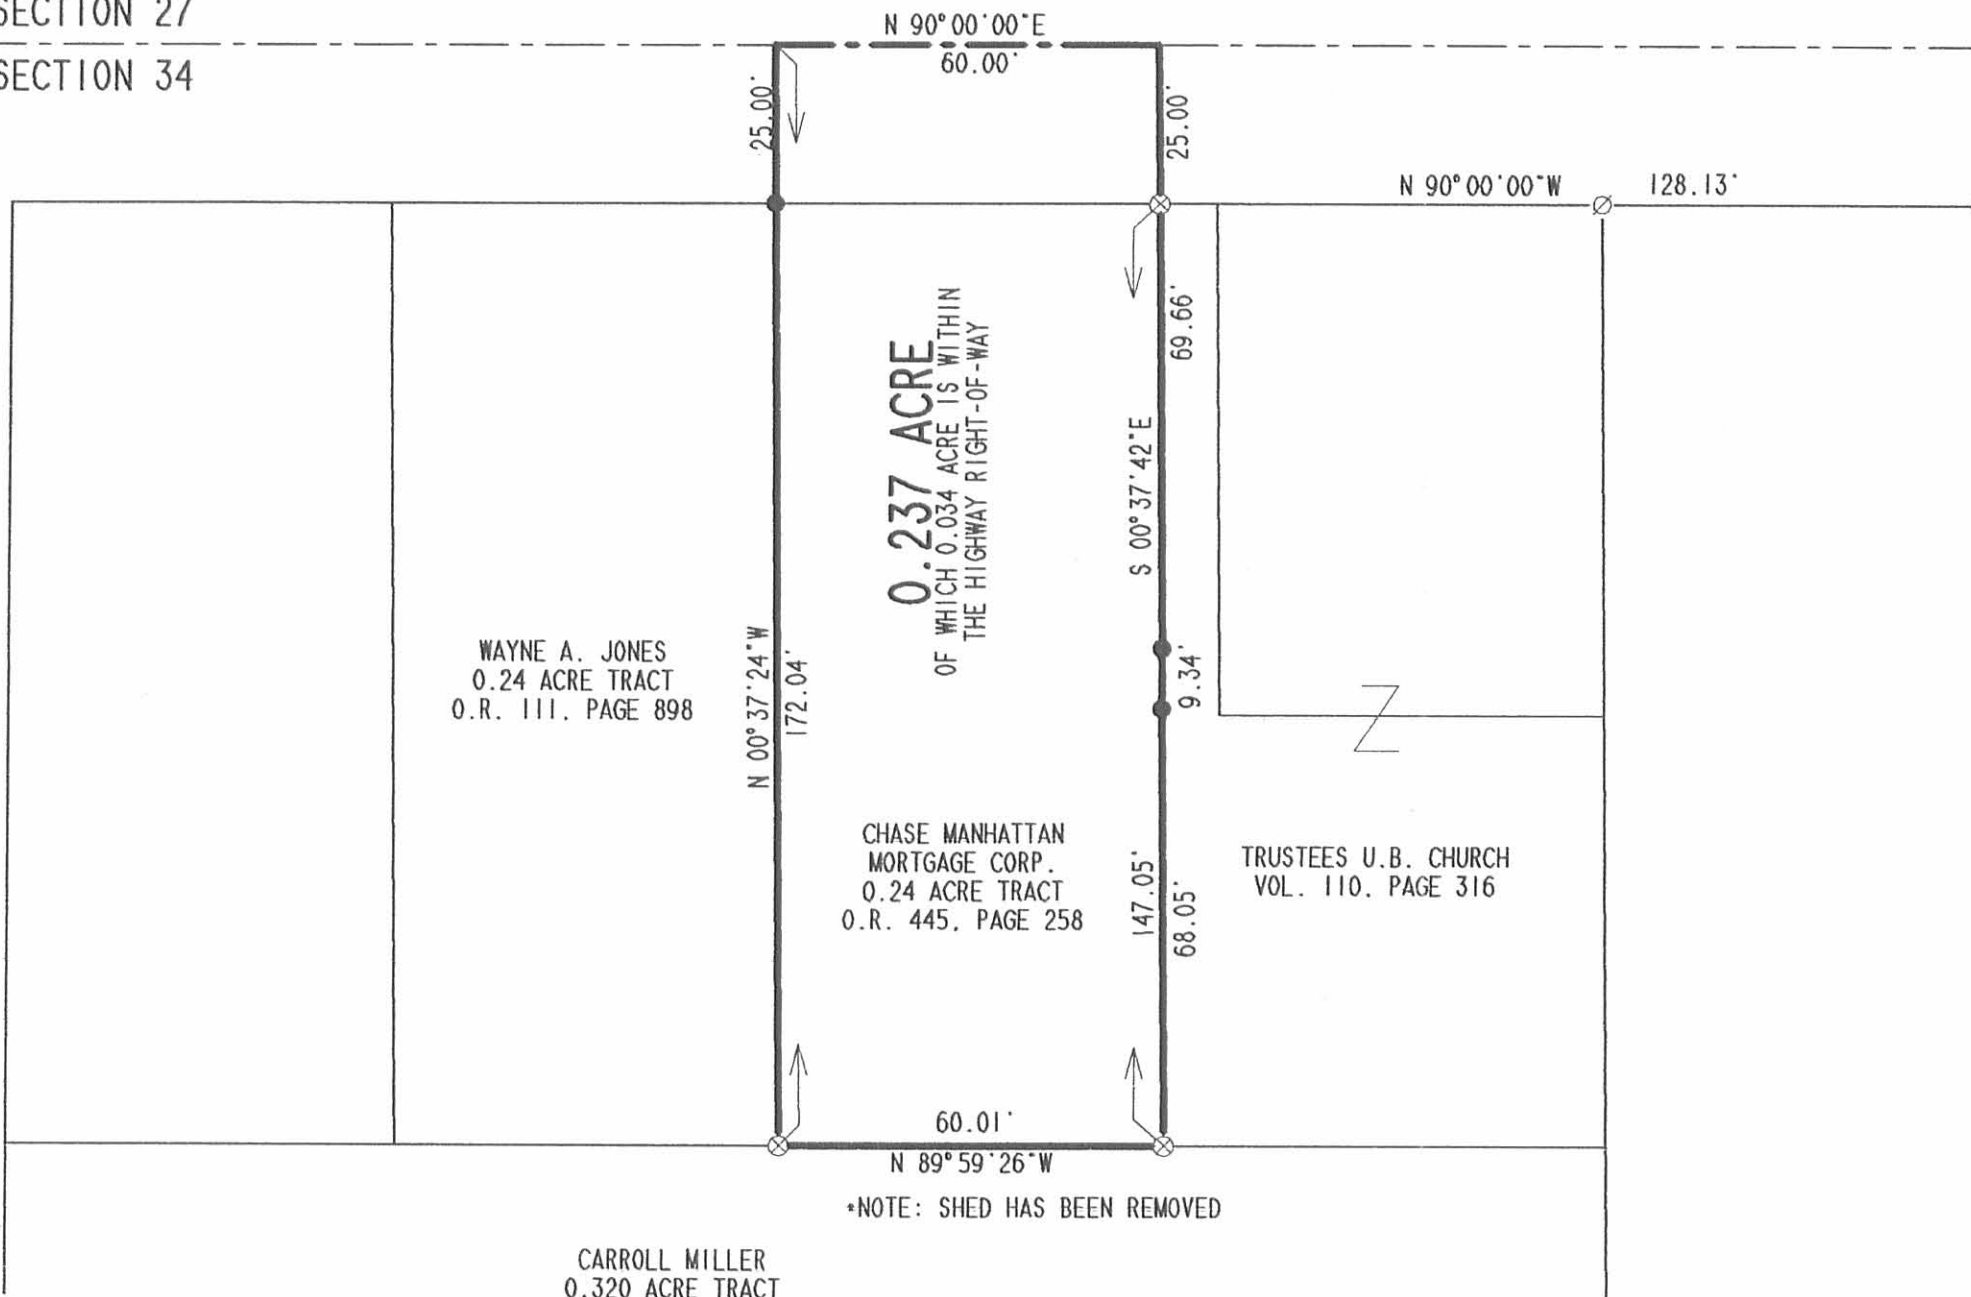 SECTION 27
N 90°00'00"E
60.00'
SECTION 34
25.00'
25.00'
N 90°00'00"W
128.13'
69.66'
0.237 ACRE
OF WHICH 0.034 ACRE IS WITHIN
THE HIGHWAY RIGHT-OF-WAY
S 00°37'42"E
N 00°37'24"W
172.04'
9.34'
WAYNE A. JONES
0.24 ACRE TRACT
O.R. 111, PAGE 898
CHASE MANHATTAN
MORTGAGE CORP.
0.24 ACRE TRACT
O.R. 445, PAGE 258
147.05'
68.05'
TRUSTEES U.B. CHURCH
VOL. 110, PAGE 316
60.01'
N 89°59'26"W
*NOTE: SHED HAS BEEN REMOVED
CARROLL MILLER
0.320 ACRE TRACT